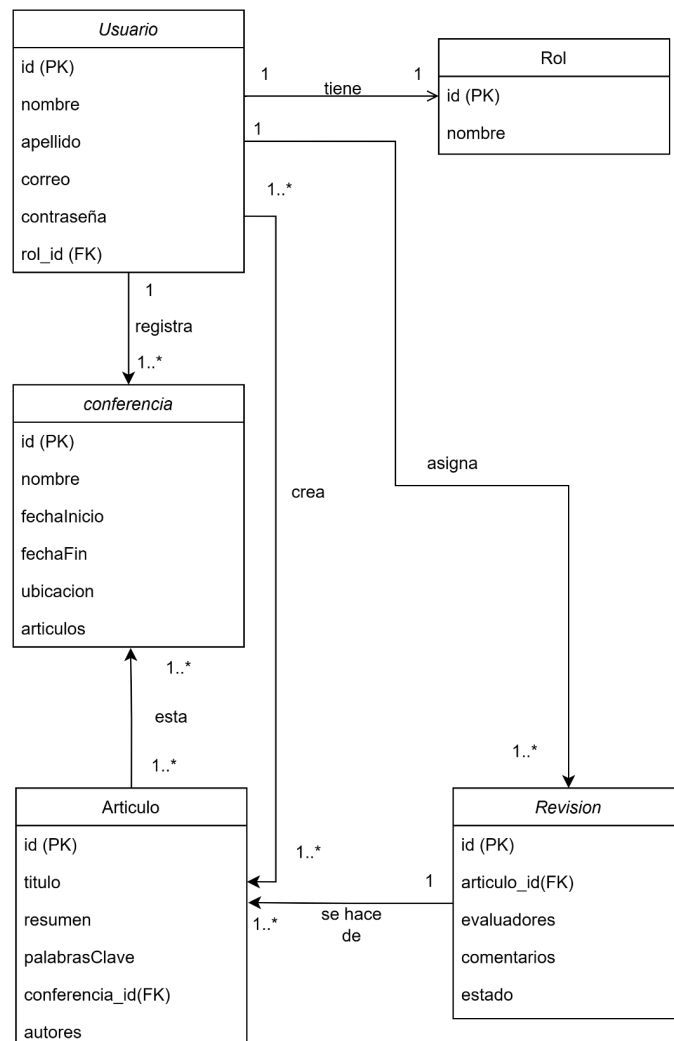 Usuario
id (PK)
nombre
apellido
correo
contraseña
rol_id (FK)
1
tiene
1
Rol
id (PK)
nombre
1
1..*
1
registra
1..*
conferencia
id (PK)
nombre
fechaInicio
fechaFin
ubicacion
articulos
crea
asigna
1..*
esta
1..*
1..*
Articulo
id (PK)
titulo
resumen
palabrasClave
conferencia_id(FK)
autores
1..*
1
1..*
se hace
de
Revision
id (PK)
articulo_id(FK)
evaluadores
comentarios
estado